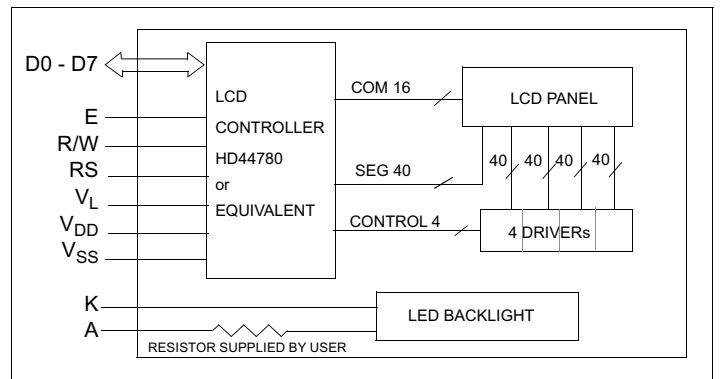 D0 - D7
E
R/W
RS
VL
VDD
VSS
K
A
LCD
CONTROLLER
HD44780
or
EQUIVALENT
COM 16
SEG 40
CONTROL 4
LCD PANEL
40 40 40 40
4 DRIVERs
LED BACKLIGHT
RESISTOR SUPPLIED BY USER